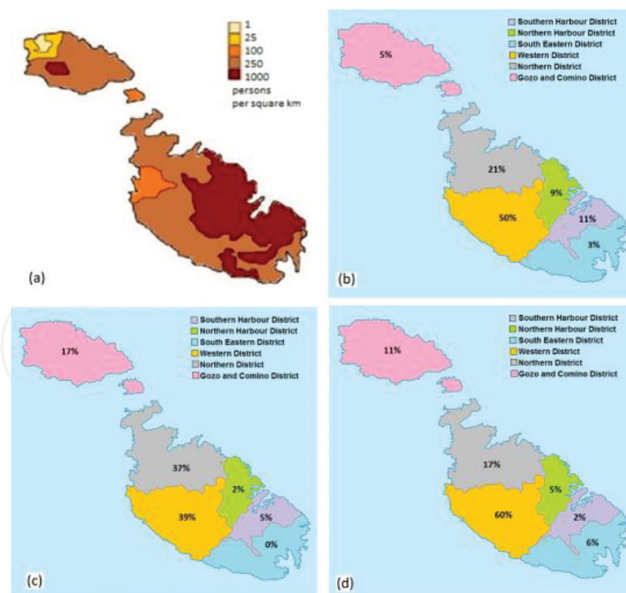 1
25
100
250
1000
persons
per square km
(a)
Southern Harbour District
Northern Harbour District
South Eastern District
Western District
Northern District
Gozo and Comino District
5%
21%
9%
50%
11%
3%
(b)
Southern Harbour District
Northern Harbour District
South Eastern District
Western District
Northern District
Gozo and Comino District
17%
37%
2%
39%
5%
0%
(c)
Southern Harbour District
Northern Harbour District
South Eastern District
Western District
Northern District
Gozo and Comino District
11%
17%
5%
60%
2%
6%
(d)